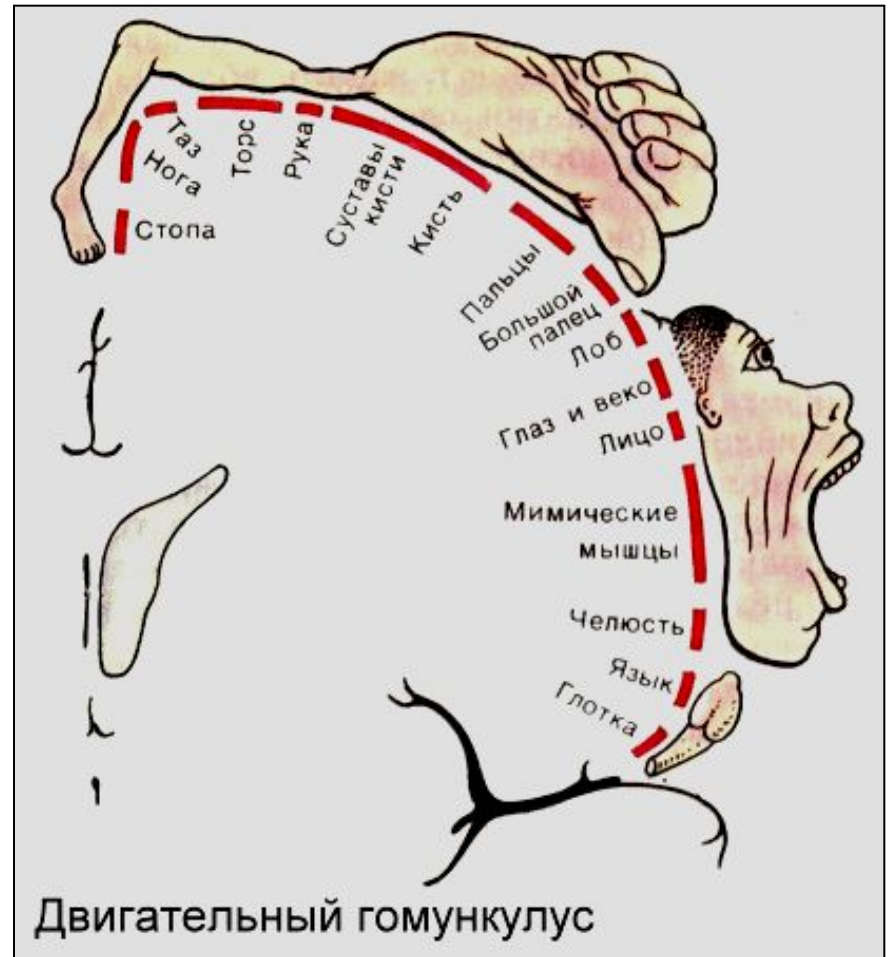 Таз
Нога
Стопа
Торс
Рука
Суставы
кисти
Кисть
Пальцы
Большой
палец
Лоб
Глаз и веко
Лицо
Мимические
мышцы
Челюсть
Язык
Глотка
Двигательный гомункулус